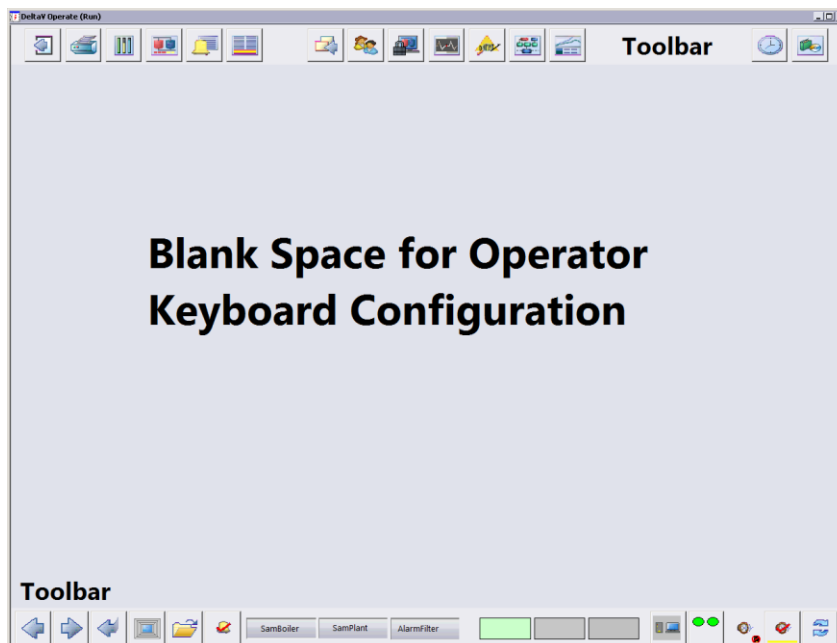 DeltaV Operate (Run)
Toolbar
Blank Space for Operator
Keyboard Configuration
Toolbar
SamBoiler
SamPlant
AlarmFilter